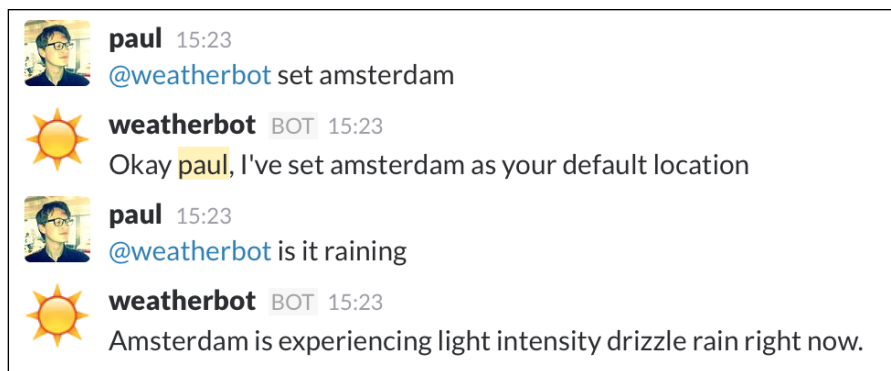 paul 15:23
@weatherbot set amsterdam
weatherbot BOT 15:23
Okay paul, I've set amsterdam as your default location
paul 15:23
@weatherbot is it raining
weatherbot BOT 15:23
Amsterdam is experiencing light intensity drizzle rain right now.